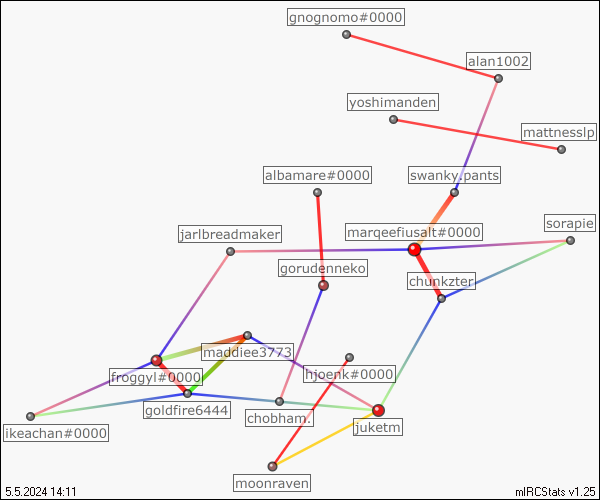 gnognomo#0000
alan1002
yoshimanden
mattnesslp
albamare#0000
swanky.pants
sorapie
marqeefiusalt#0000
jarlbreadmaker
gorudenneko
chunkzter
maddiee3773
froggyl#0000
hjoenk#0000
goldfire6444
chobham.
juketm
ikeachan#0000
moonraven
5.5.2024 14:11
mIRCStats v1.25